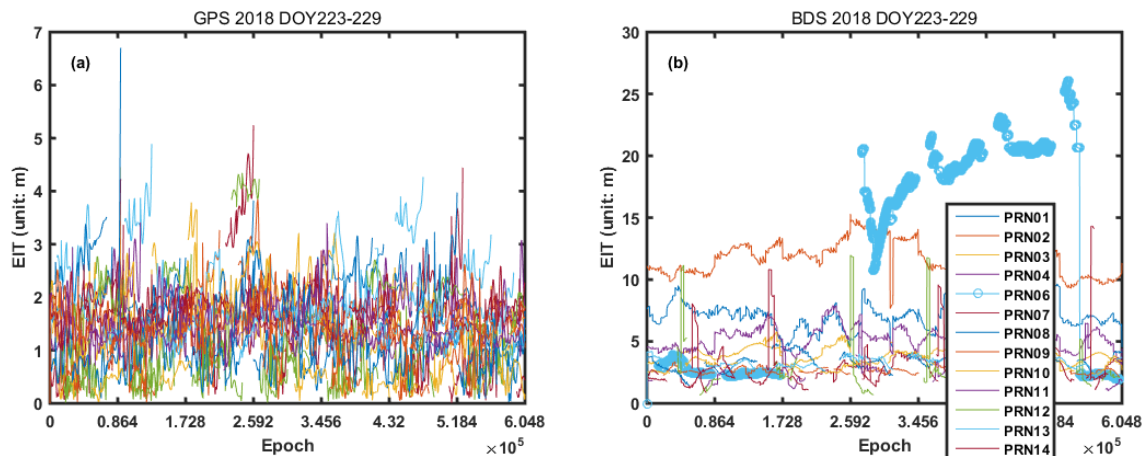 GPS 2018 DOY223-229
(a)
EIT (unit: m)
7
6
5
4
3
2
1
0
0 0.864 1.728 2.592 3.456 4.32 5.184 6.048
Epoch
×10^5
BDS 2018 DOY223-229
(b)
EIT (unit: m)
30
25
20
15
10
5
0
0 0.864 1.728 2.592 3.456 184 6.048
Epoch
×10^5
PRN01
PRN02
PRN03
PRN04
PRN06
PRN07
PRN08
PRN09
PRN10
PRN11
PRN12
PRN13
PRN14